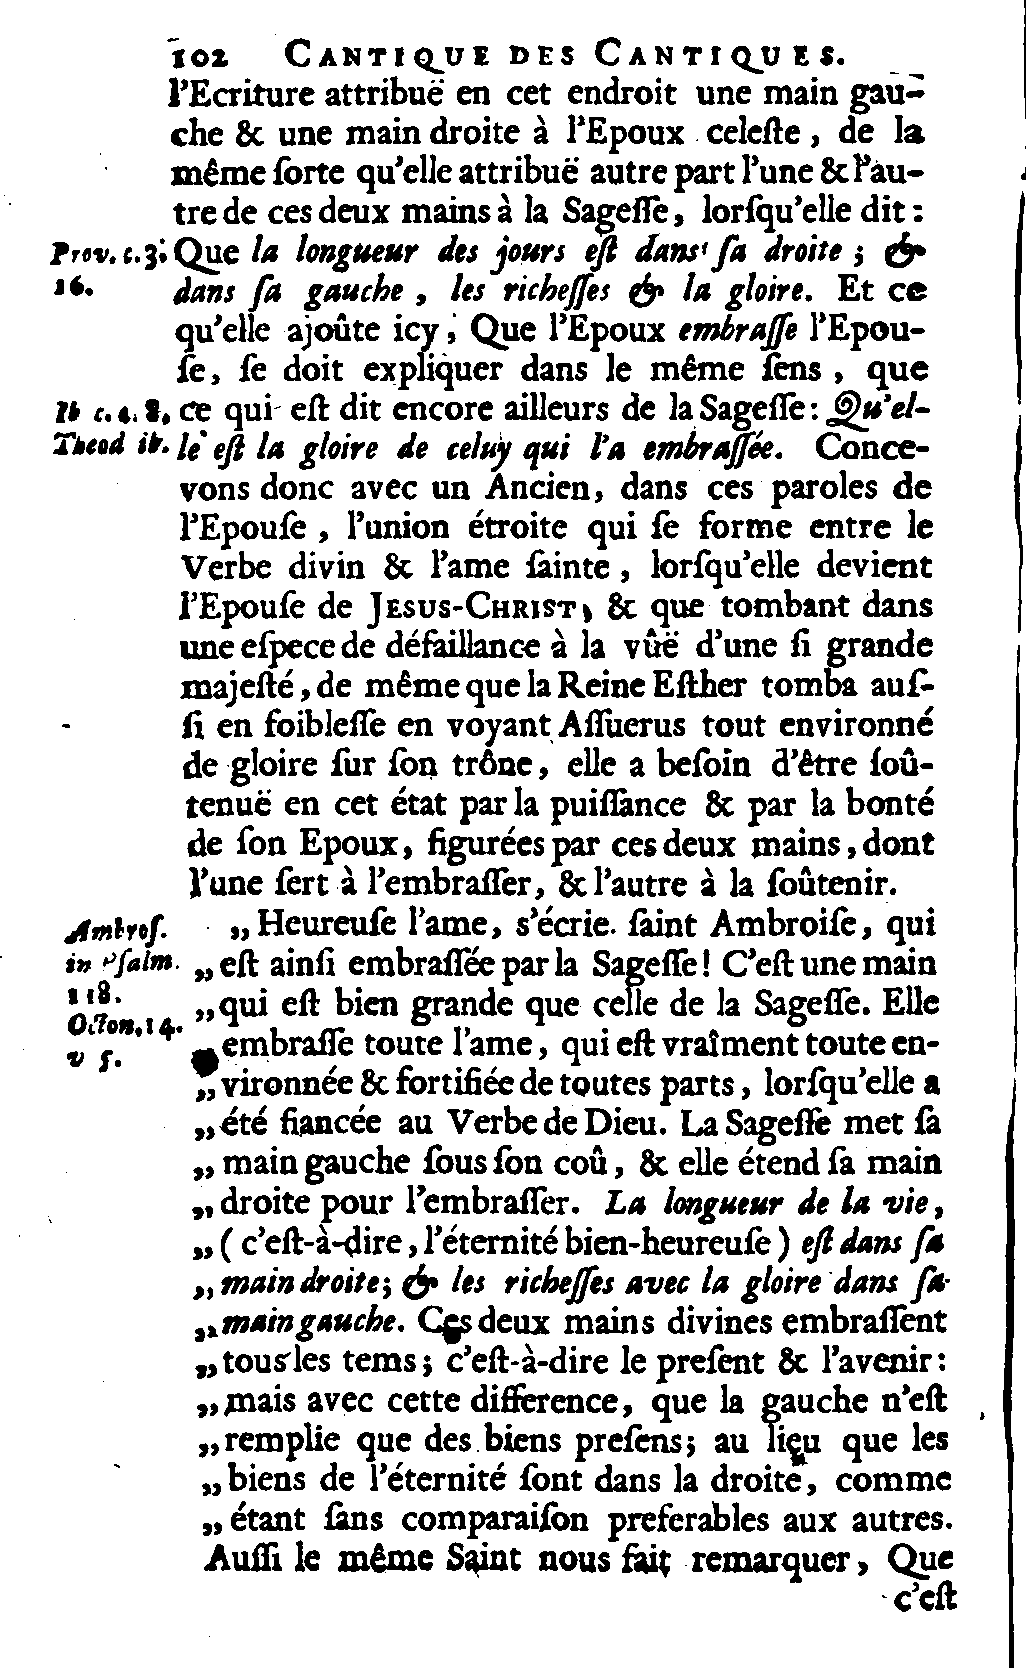 102 CANTIQUE DES CANTIQUES.
l'Ecriture attribuë en cet endroit une main gau-
che & une main droite à l'Epoux celeſte, de la
même ſorte qu'elle attribuë autre part l'une & l'au-
tre de ces deux mains à la Sageſſe, lorſqu'elle dit :
Prov. c. 3. Que la longueur des jours eſt dans ſa droite ; &
16. dans ſa gauche, les richeſſes & la gloire. Et ce
qu'elle ajoûte icy, Que l'Epoux embraſſe l'Epou-
ſe, ſe doit expliquer dans le même ſens, que
Ib c. 4. 8. ce qui eſt dit encore ailleurs de la Sageſſe : Qu'el-
Theod ib. le eſt la gloire de celuy qui l'a embraſſée. Conce-
vons donc avec un Ancien, dans ces paroles de
l'Epouſe, l'union étroite qui ſe forme entre le
Verbe divin & l'ame ſainte, lorſqu'elle devient
l'Epouſe de JESUS-CHRIST, & que tombant dans
une eſpece de défaillance à la vûë d'une ſi grande
majeſté, de même que la Reine Eſther tomba auſ-
ſi en foibleſſe en voyant Aſſuerus tout environné
de gloire ſur ſon trône, elle a beſoin d'être ſoû-
tenuë en cet état par la puiſſance & par la bonté
de ſon Epoux, figurées par ces deux mains, dont
l'une ſert à l'embraſſer, & l'autre à la ſoûtenir.
Ambroſ. „ Heureuſe l'ame, s'écrie ſaint Ambroiſe, qui
in Pſalm. „ eſt ainſi embraſſée par la Sageſſe ! C'eſt une main
118. „ qui eſt bien grande que celle de la Sageſſe. Elle
Octon. 14. embraſſe toute l'ame, qui eſt vraîment toute en-
v 5. „ vironnée & fortifiée de toutes parts, lorſqu'elle a
„ été fiancée au Verbe de Dieu. La Sageſſe met ſa
„ main gauche ſous ſon coû, & elle étend ſa main
„ droite pour l'embraſſer. La longueur de la vie,
„ ( c'eſt-à-dire, l'éternité bien-heureuſe ) eſt dans ſa
„ main droite ; & les richeſſes avec la gloire dans ſa
„ main gauche. Ces deux mains divines embraſſent
„ tous les tems ; c'eſt-à-dire le preſent & l'avenir :
„ mais avec cette difference, que la gauche n'eſt
„ remplie que des biens preſens ; au lieu que les
„ biens de l'éternité ſont dans la droite, comme
„ étant ſans comparaiſon preferables aux autres.
Auſſi le même Saint nous fait remarquer, Que
c'eſt